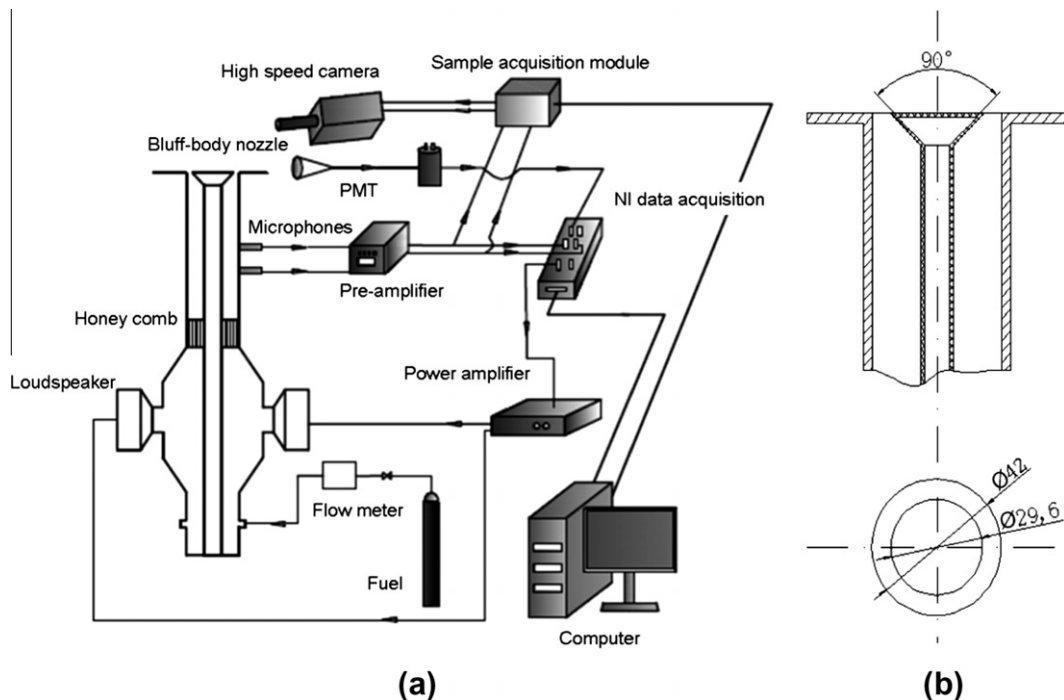 Sample acquisition module
High speed camera
Bluff-body nozzle
PMT
NI data acquisition
Microphones
Pre-amplifier
Honey comb
Power amplifier
Loudspeaker
Flow meter
Fuel
Computer
(a)
90°
Ø42
Ø29,6
(b)